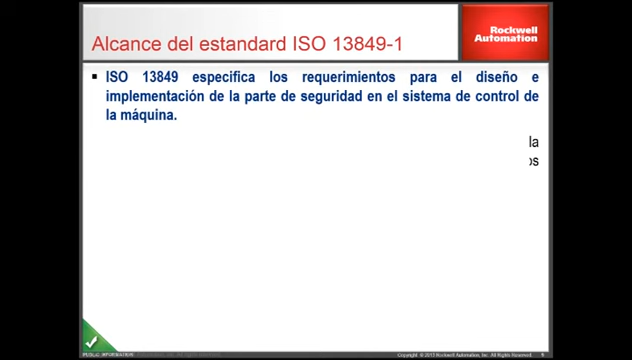 Alcance del estandard ISO 13849-1
Rockwell
Automation
ISO 13849 especifica los requerimientos para el diseño e
implementación de la parte de seguridad en el sistema de control de
la máquina.
la
os
PUBLIC INFORMATION
Copyright © 2013 Rockwell Automation, Inc. All Rights Reserved.